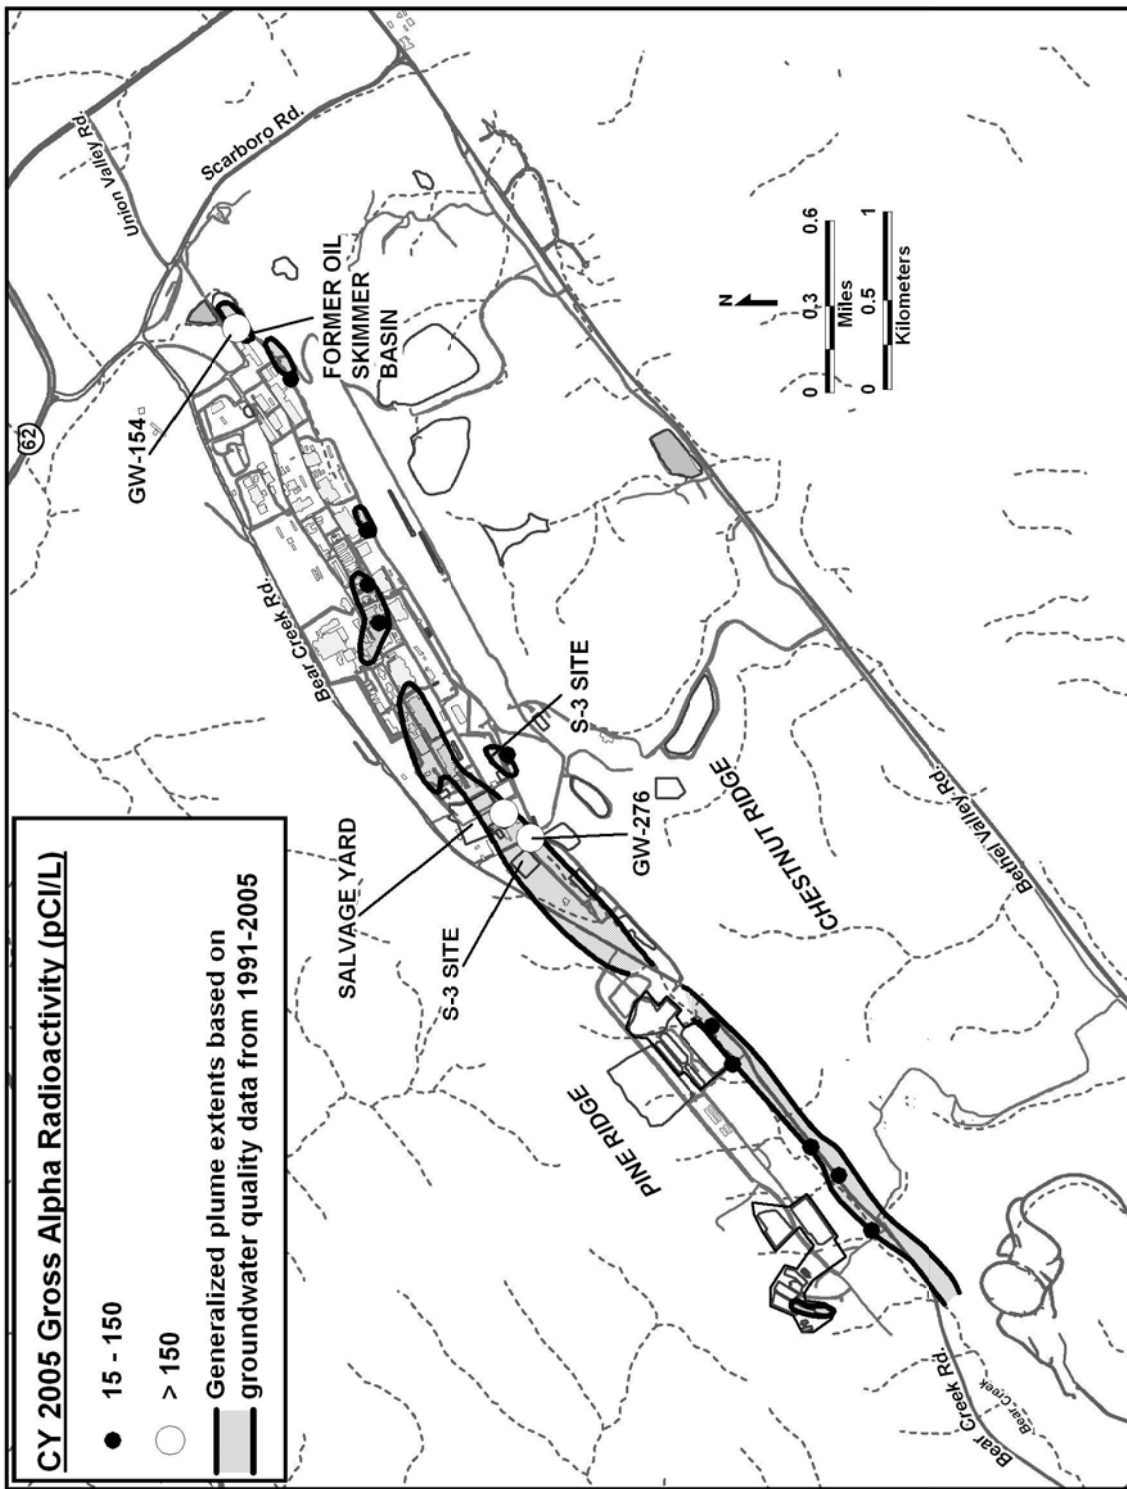 CY 2005 Gross Alpha Radioactivity (pCi/L)
15 - 150
> 150
Generalized plume extents based on
groundwater quality data from 1991-2005
62
Union Valley Rd.
Scarboro Rd.
GW-154
FORMER OIL
SKIMMER
BASIN
Bear Creek Rd.
SALVAGE YARD
S-3 SITE
S-3 SITE
GW-276
PINE RIDGE
CHESTNUT RIDGE
Bethel Valley Rd.
Bear Creek Rd.
Bear Creek
N
0 0.3 0.6
Miles
0 0.5 1
Kilometers